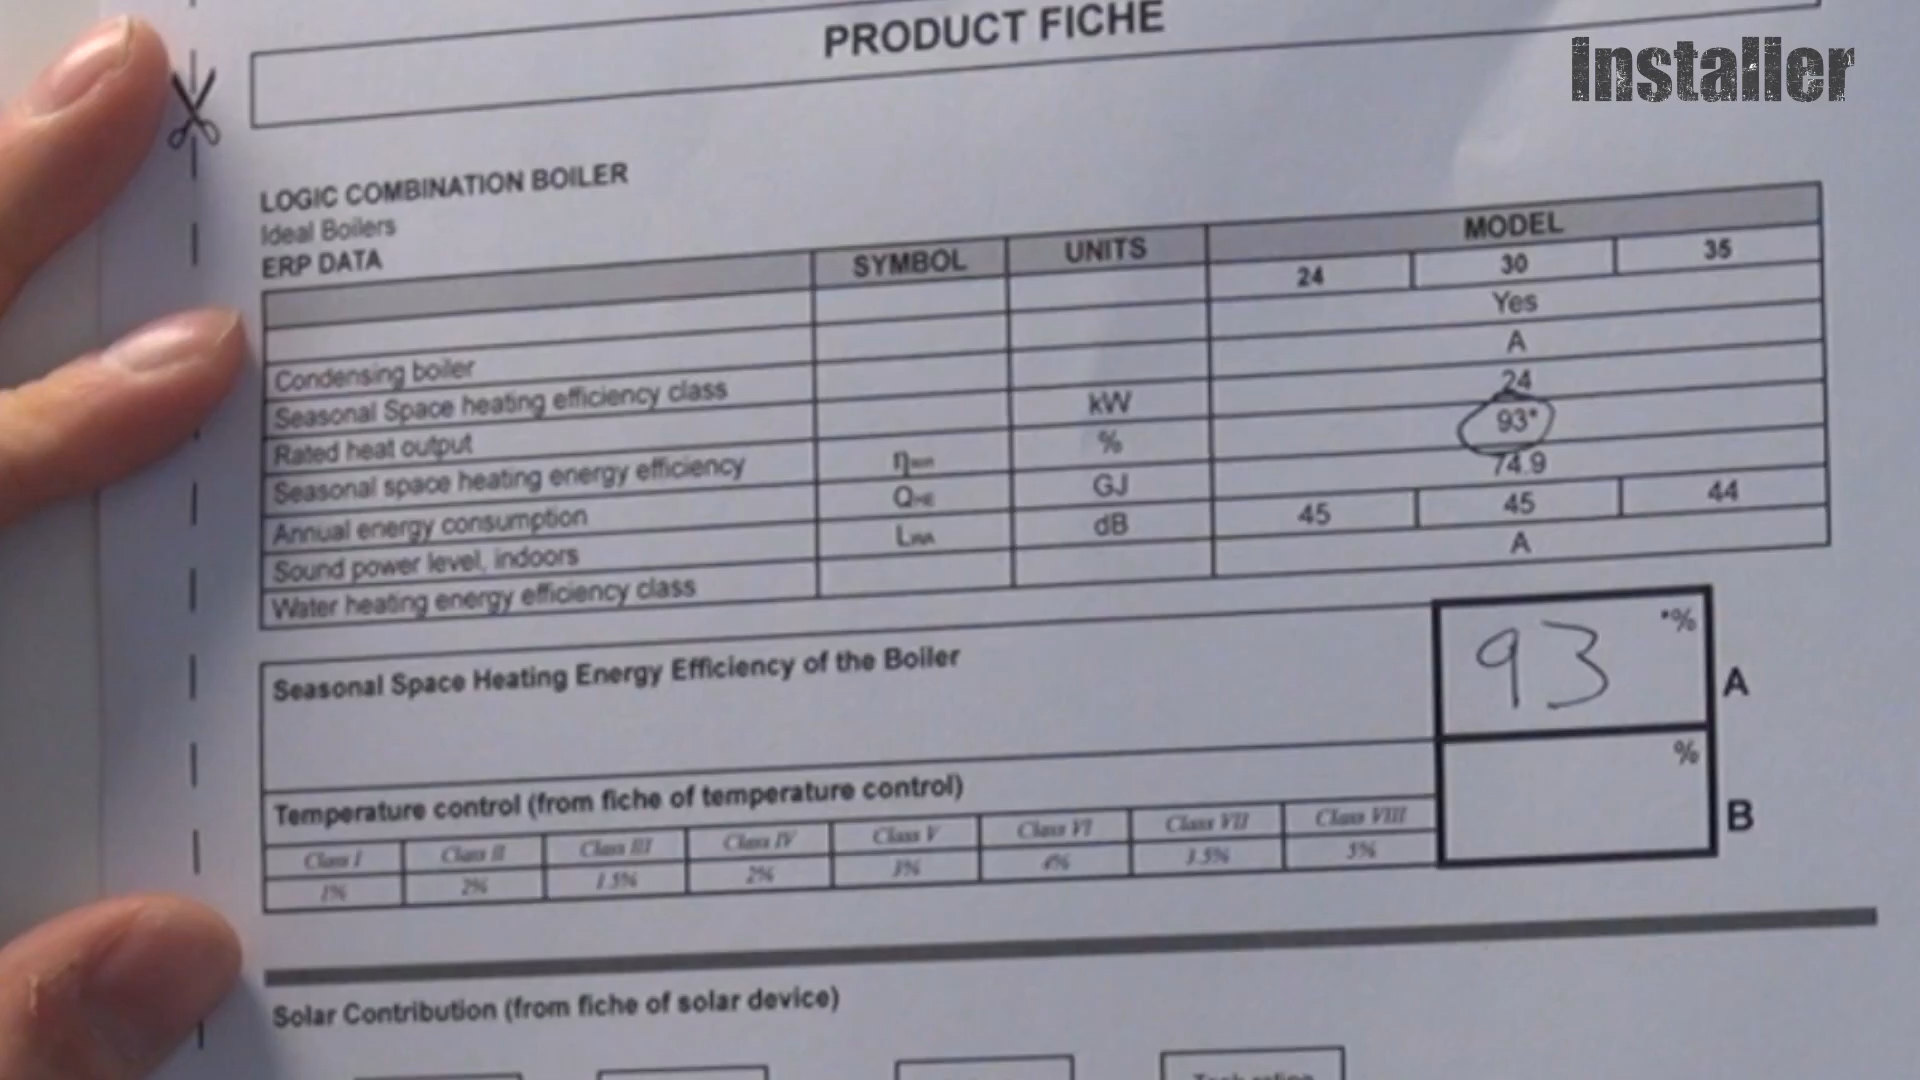 PRODUCT FICHE
Installer
LOGIC COMBINATION BOILER
Ideal Boilers
ERP DATA
SYMBOL UNITS MODEL
24 30 35
Condensing boiler Yes
Seasonal Space heating efficiency class A
Rated heat output kW 24
Seasonal space heating energy efficiency % 93*
Annual energy consumption GJ 74.9
Sound power level, indoors dB 45 45 44
Water heating energy efficiency class A
Seasonal Space Heating Energy Efficiency of the Boiler 93 *% A
Temperature control (from fiche of temperature control) % B
Class I Class II Class III Class IV Class V Class VI Class VII Class VIII
1% 2% 1.5% 2% 3% 4% 3.5% 5%
Solar Contribution (from fiche of solar device)